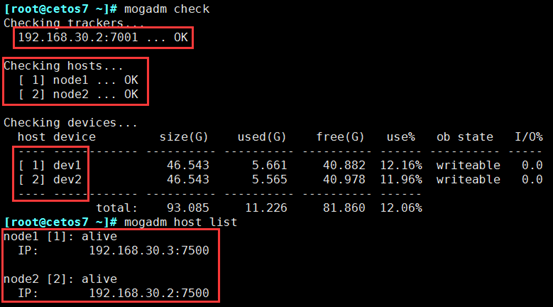 [root@cetos7 ~]# mogadm check
Checking trackers...
  192.168.30.2:7001 ... OK

Checking hosts...
  [ 1] node1 ... OK
  [ 2] node2 ... OK

Checking devices...
  host device         size(G)    used(G)    free(G)   use%   ob state   I/O%
  ---- ------------ ---------- ---------- ---------- ------ ---------- -----
  [ 1] dev1            46.543      5.661     40.882  12.16%  writeable   0.0
  [ 2] dev2            46.543      5.565     40.978  11.96%  writeable   0.0
  ---- ------------ ---------- ---------- ---------- ------
             total:    93.085     11.226     81.860  12.06%
[root@cetos7 ~]# mogadm host list
node1 [1]: alive
  IP:       192.168.30.3:7500

node2 [2]: alive
  IP:       192.168.30.2:7500